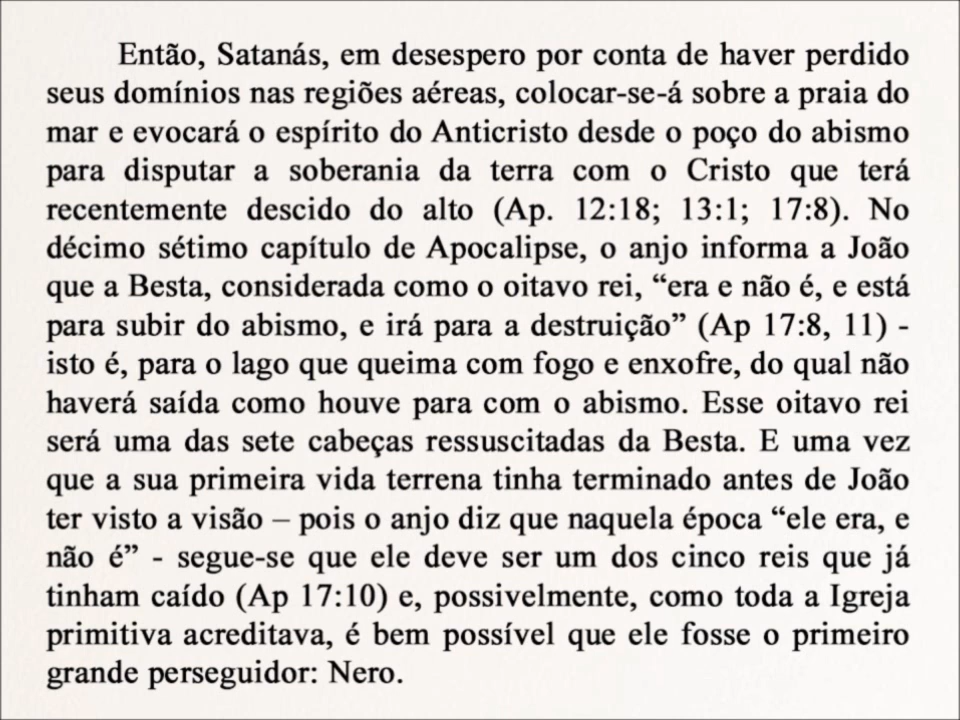 Então, Satanás, em desespero por conta de haver perdido
seus domínios nas regiões aéreas, colocar-se-á sobre a praia do
mar e evocará o espírito do Anticristo desde o poço do abismo
para disputar a soberania da terra com o Cristo que terá
recentemente descido do alto (Ap. 12:18; 13:1; 17:8). No
décimo sétimo capítulo de Apocalipse, o anjo informa a João
que a Besta, considerada como o oitavo rei, “era e não é, e está
para subir do abismo, e irá para a destruição” (Ap 17:8, 11) -
isto é, para o lago que queima com fogo e enxofre, do qual não
haverá saída como houve para com o abismo. Esse oitavo rei
será uma das sete cabeças ressuscitadas da Besta. E uma vez
que a sua primeira vida terrena tinha terminado antes de João
ter visto a visão – pois o anjo diz que naquela época “ele era, e
não é” - segue-se que ele deve ser um dos cinco reis que já
tinham caído (Ap 17:10) e, possivelmente, como toda a Igreja
primitiva acreditava, é bem possível que ele fosse o primeiro
grande perseguidor: Nero.